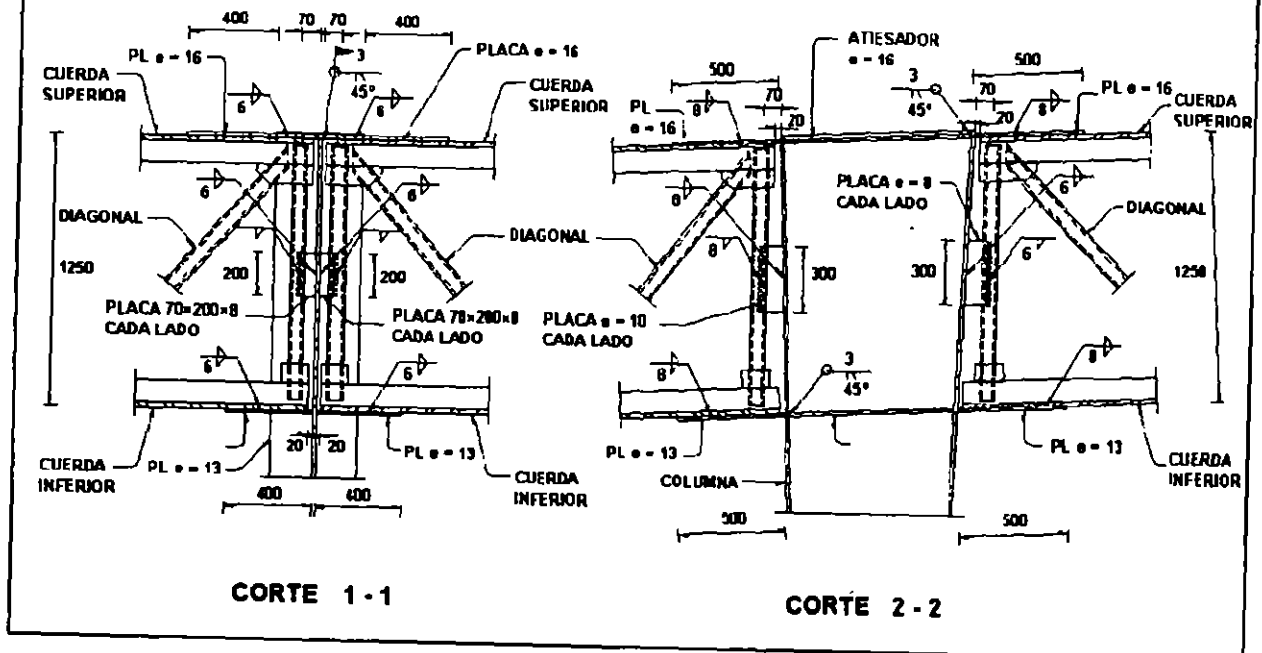 400
70
70
400
3
45°
PL e = 16
PLACA e = 16
CUERDA
SUPERIOR
6
6
CUERDA
SUPERIOR
6
6
DIAGONAL
DIAGONAL
1250
200
200
PLACA 70×200×8
CADA LADO
PLACA 70×200×8
CADA LADO
6
6
20
20
CUERDA
INFERIOR
PL e = 13
PL e = 13
CUERDA
INFERIOR
400
400
CORTE 1 - 1
ATIESADOR
e = 16
500
500
3
45°
70
70
20
20
PL
e = 16
8
8
PL e = 16
CUERDA
SUPERIOR
PLACA e = 8
CADA LADO
8
6
DIAGONAL
8
6
300
300
1250
PLACA e = 10
CADA LADO
3
45°
8
8
PL e = 13
PL e = 13
COLUMNA
CUERDA
INFERIOR
500
500
CORTE 2 - 2